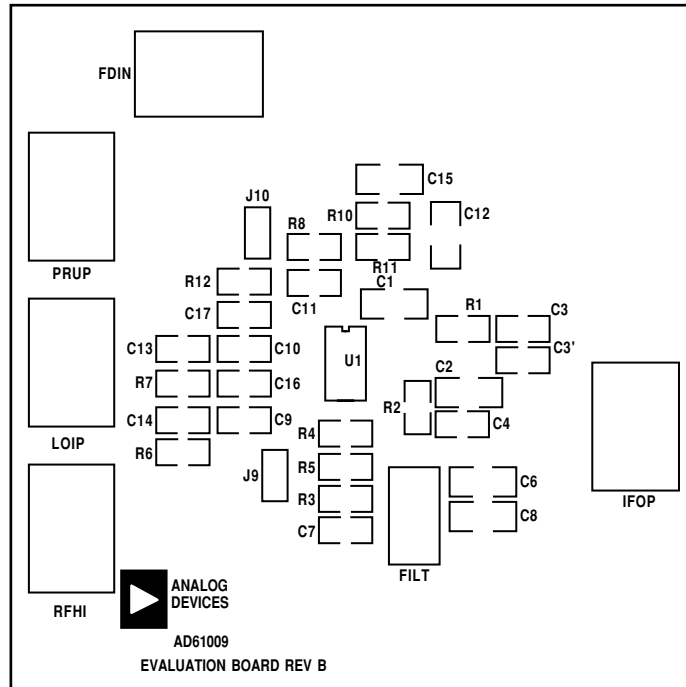 FDIN
C15
J10
R10
C12
R8
PRUP
R11
R12
C1
C11
C17
R1
C3
C13
C10
U1
C3'
C2
R7
C16
R2
C14
C9
C4
LOIP
R4
R6
J9
R5
C6
R3
IFOP
C8
C7
FILT
RFHI
ANALOG
DEVICES
AD61009
EVALUATION BOARD REV B